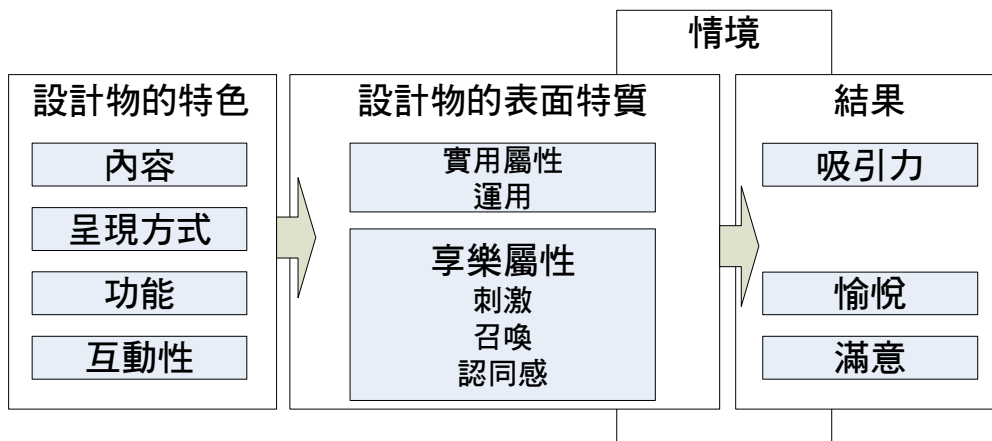 情境
設計物的特色
內容
呈現方式
功能
互動性
設計物的表面特質
實用屬性
運用
享樂屬性
刺激
召喚
認同感
結果
吸引力
愉悅
滿意